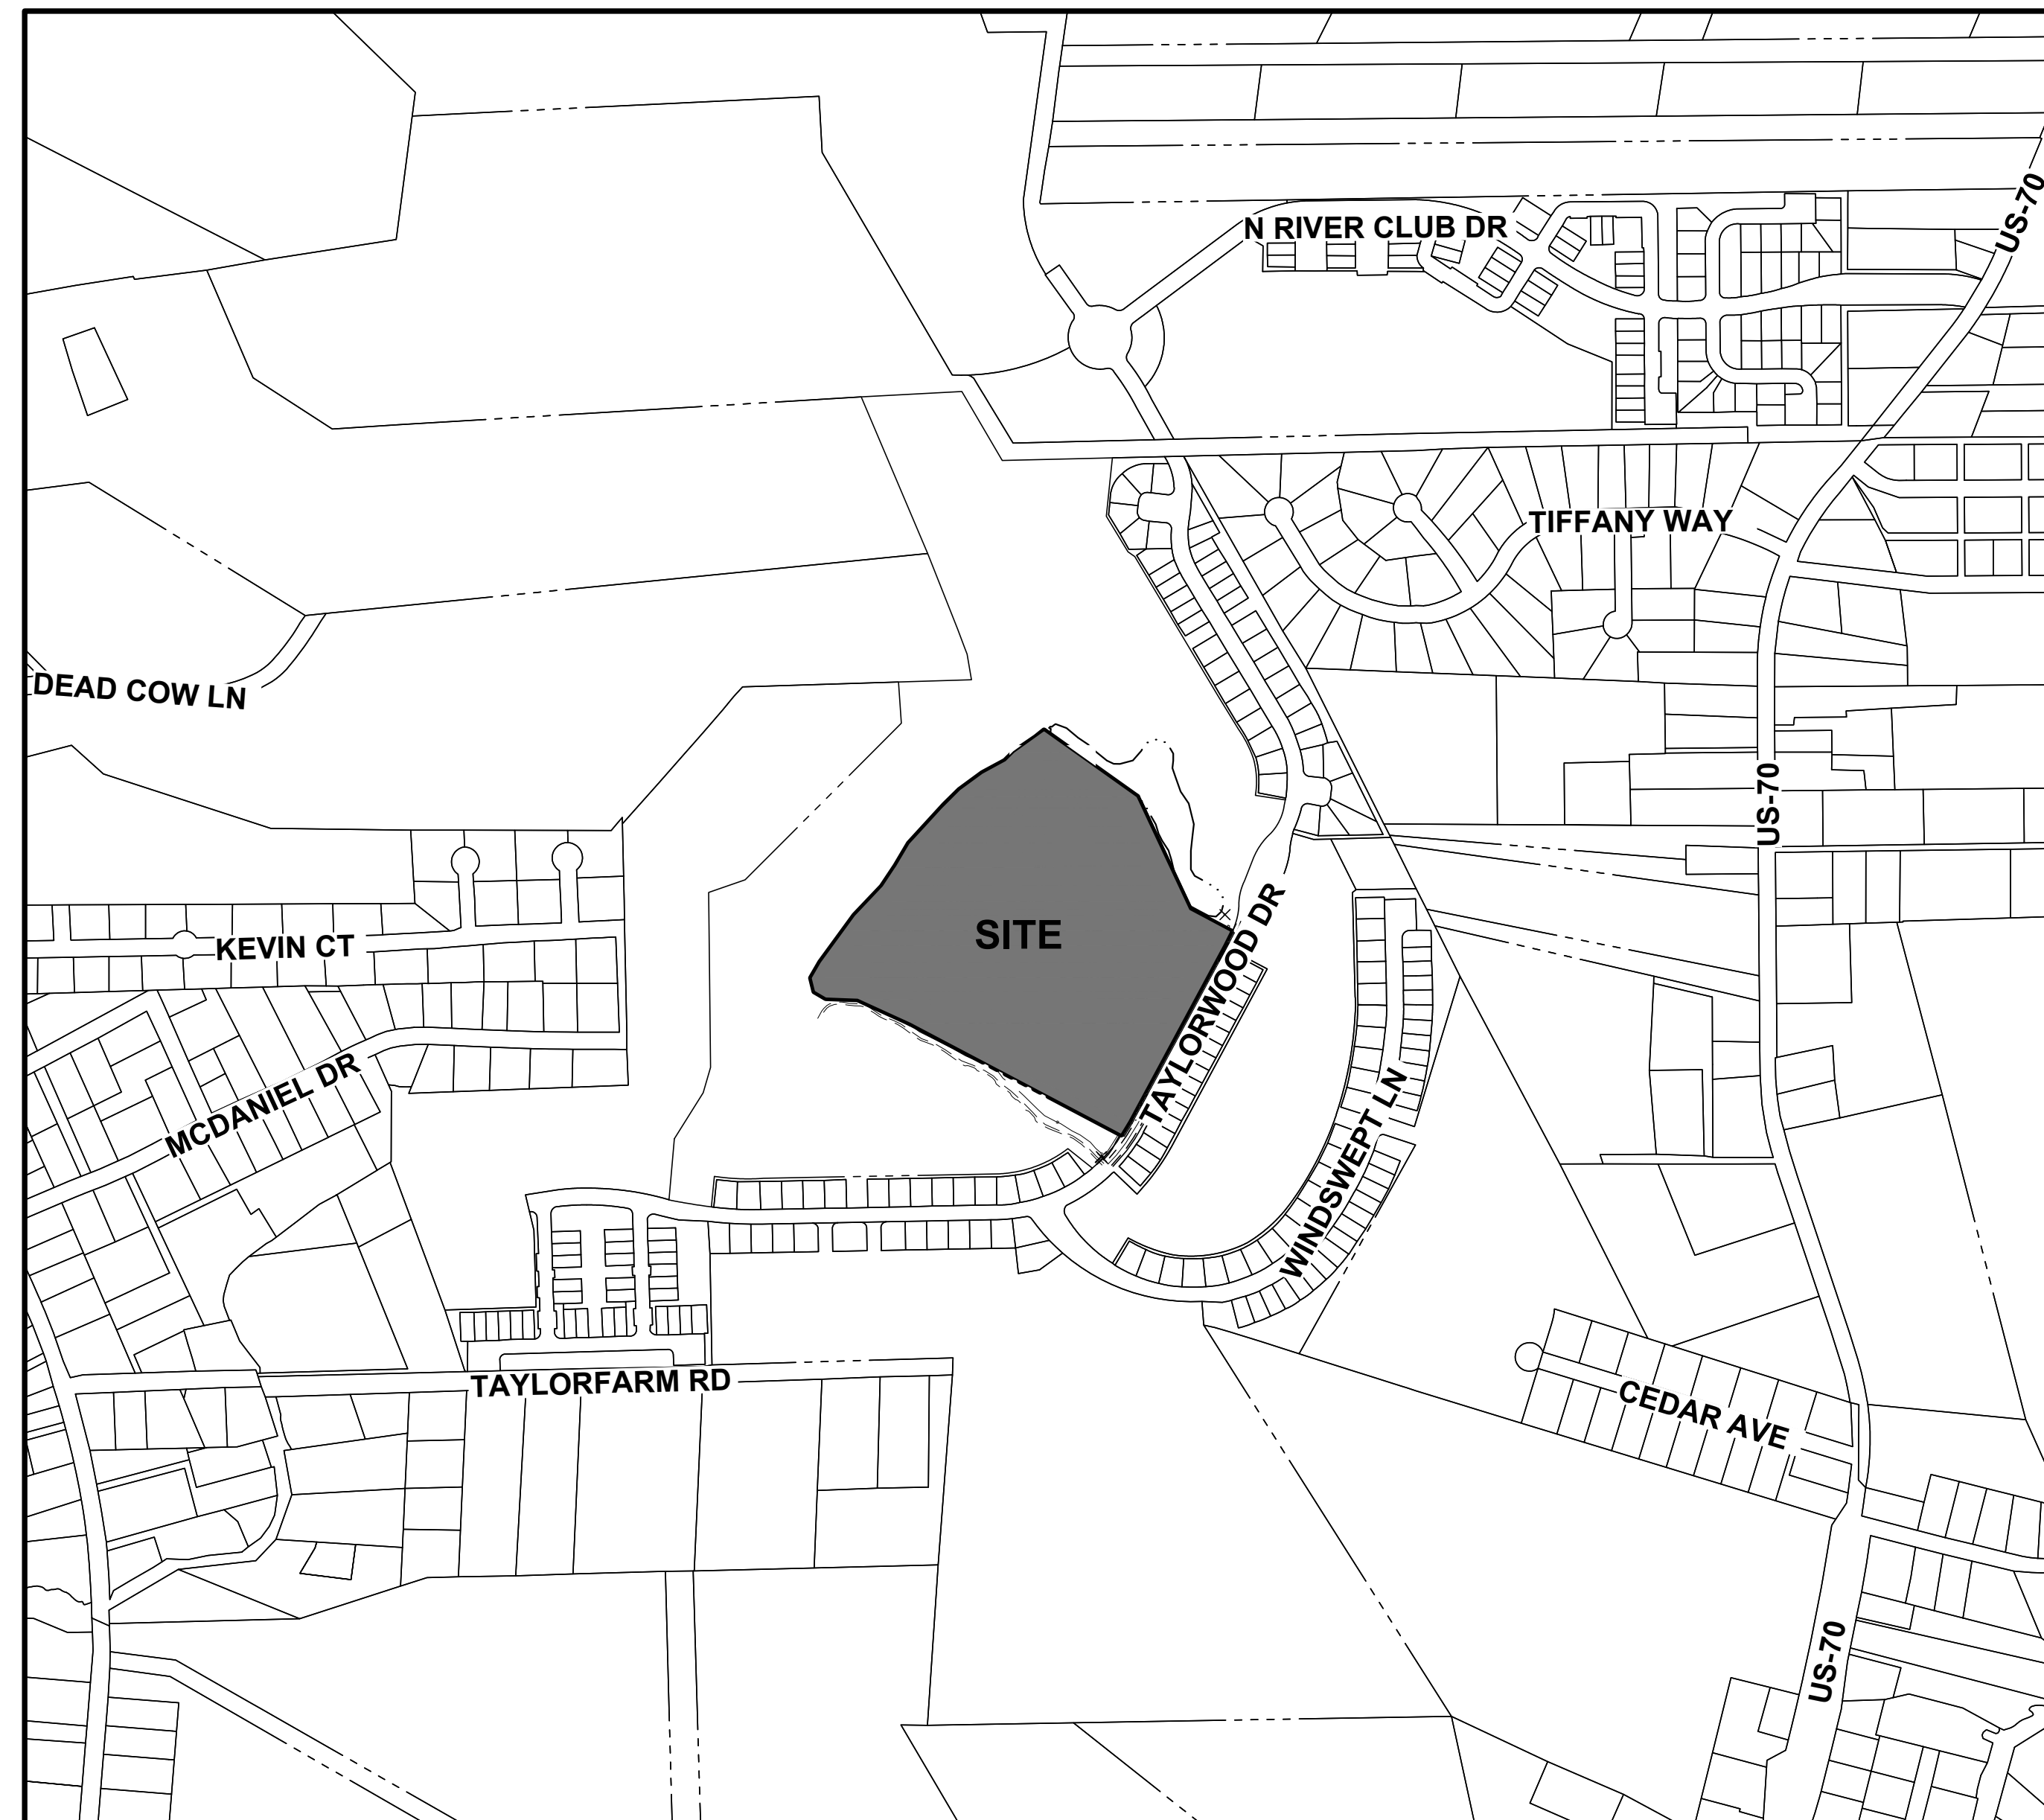 US-70
N RIVER CLUB DR
TIFFANY WAY
DEAD COW LN
US-70
SITE
KEVIN CT
TAYLORWOOD DR
MCDANIEL DR
WINDSWEPT LN
TAYLORFARM RD
CEDAR AVE
US-70